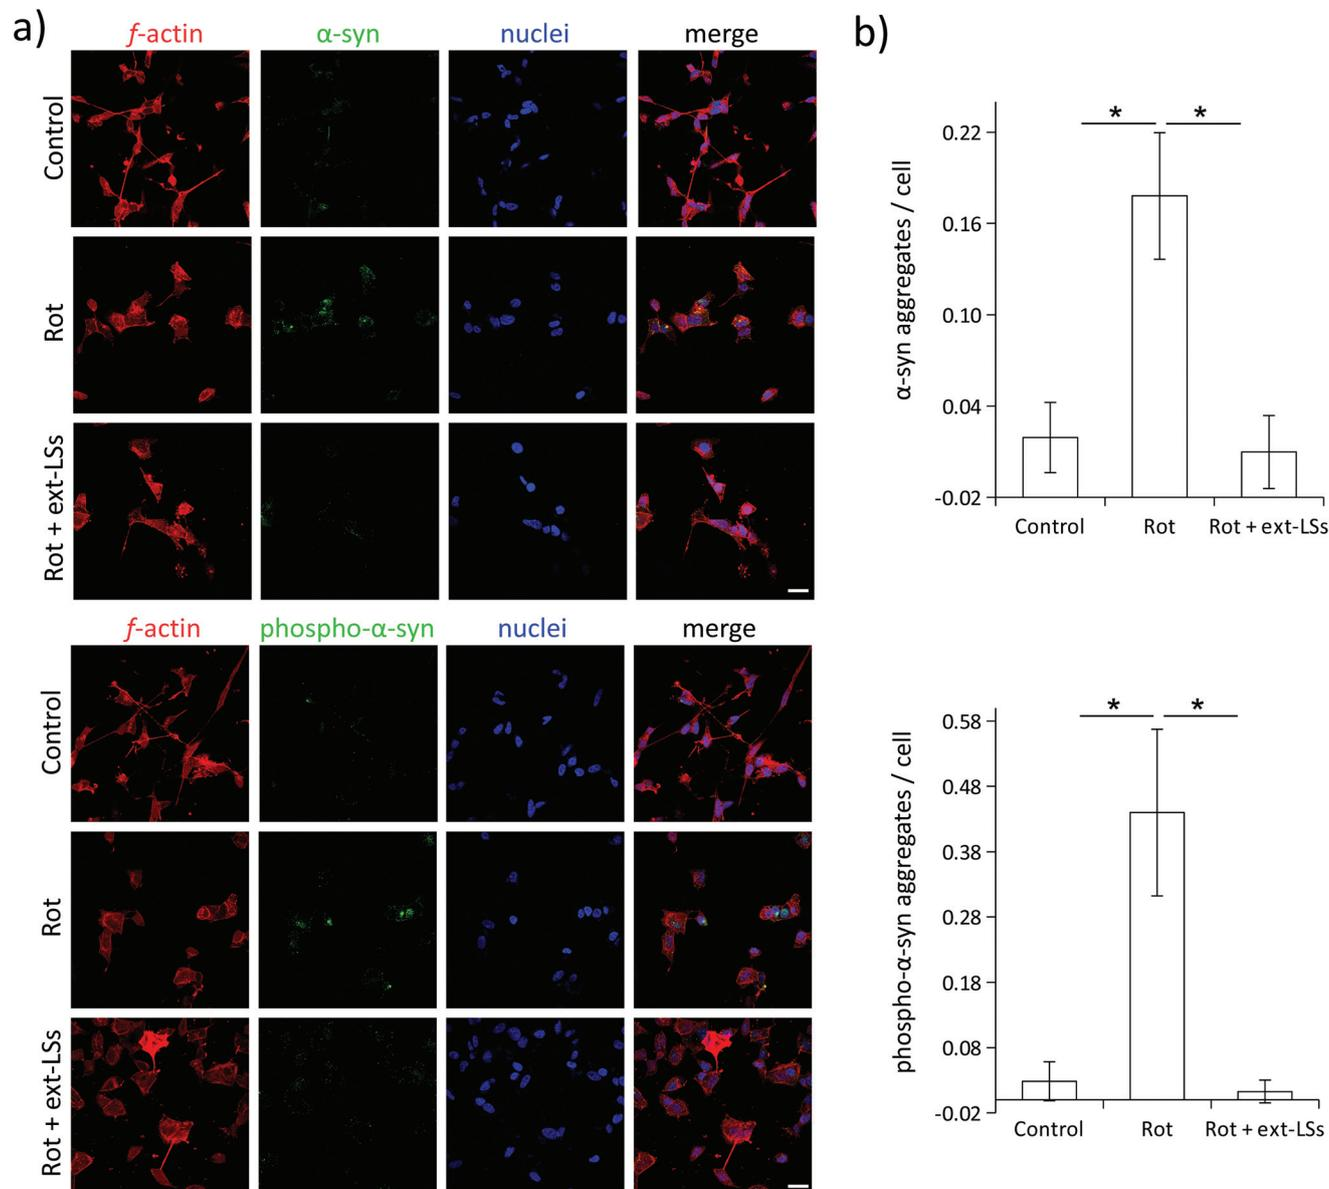 a)
f-actin α-syn nuclei merge
Control
Rot
Rot + ext-LSs
f-actin phospho-α-syn nuclei merge
Control
Rot
Rot + ext-LSs
b)
α-syn aggregates / cell
* *
0.22
0.16
0.10
0.04
-0.02
Control Rot Rot + ext-LSs
phospho-α-syn aggregates / cell
* *
0.58
0.48
0.38
0.28
0.18
0.08
-0.02
Control Rot Rot + ext-LSs